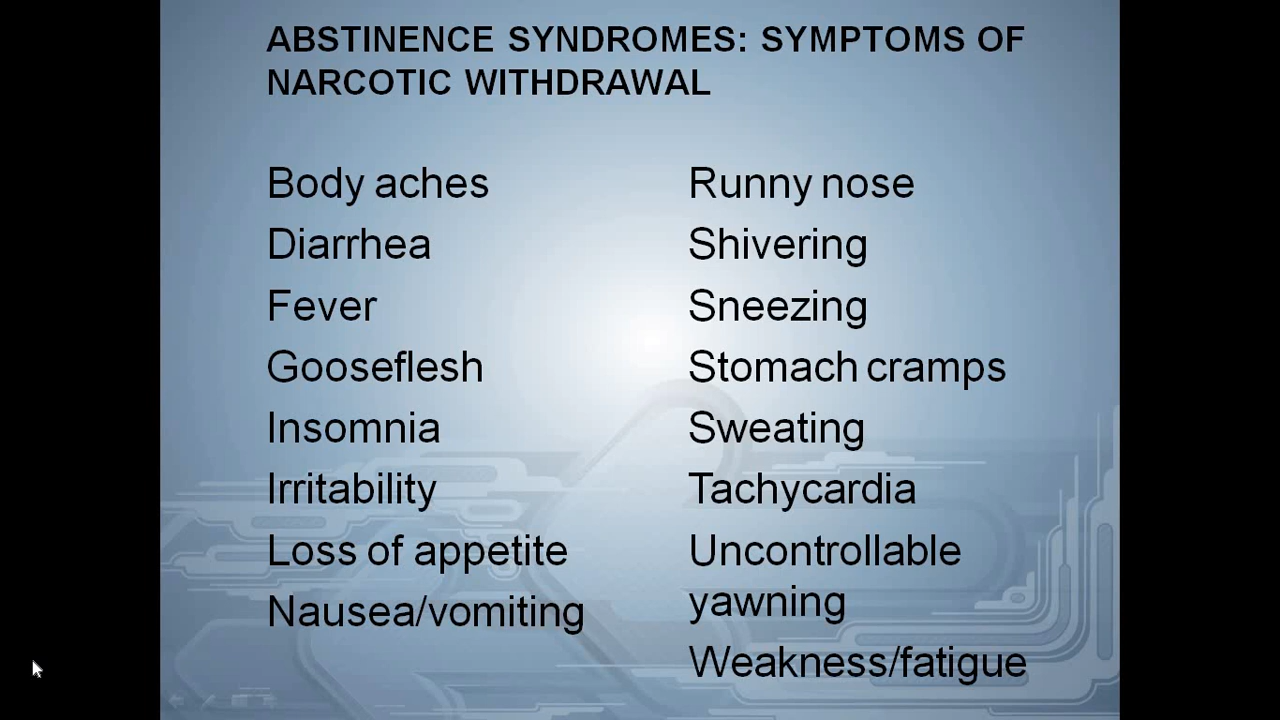 ABSTINENCE SYNDROMES: SYMPTOMS OF
NARCOTIC WITHDRAWAL
Body aches
Diarrhea
Fever
Gooseflesh
Insomnia
Irritability
Loss of appetite
Nausea/vomiting
Runny nose
Shivering
Sneezing
Stomach cramps
Sweating
Tachycardia
Uncontrollable
yawning
Weakness/fatigue